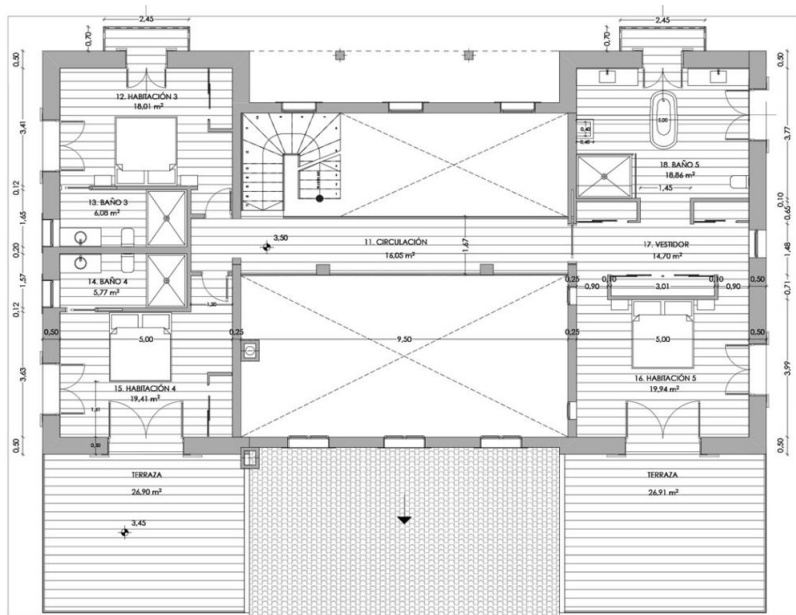 2,45
2,45
0,70
0,70
0,50
0,50
12. HABITACIÓN 3
18,01 m²
3,41
3,77
18. BAÑO 5
18,86 m²
1,45
0,12
13. BAÑO 3
6,08 m²
1,65
0,10
0,65
3,50
11. CIRCULACIÓN
16,05 m²
1,67
17. VESTIDOR
14,70 m²
1,48
0,20
14. BAÑO 4
5,77 m²
1,57
0,25
0,10
0,10
0,50
0,90
3,01
0,90
0,71
0,12
0,50
5,00
0,25
9,50
0,25
5,00
0,50
3,63
15. HABITACIÓN 4
19,41 m²
16. HABITACIÓN 5
19,94 m²
3,99
0,50
0,50
TERRAZA
26,90 m²
TERRAZA
26,91 m²
3,45